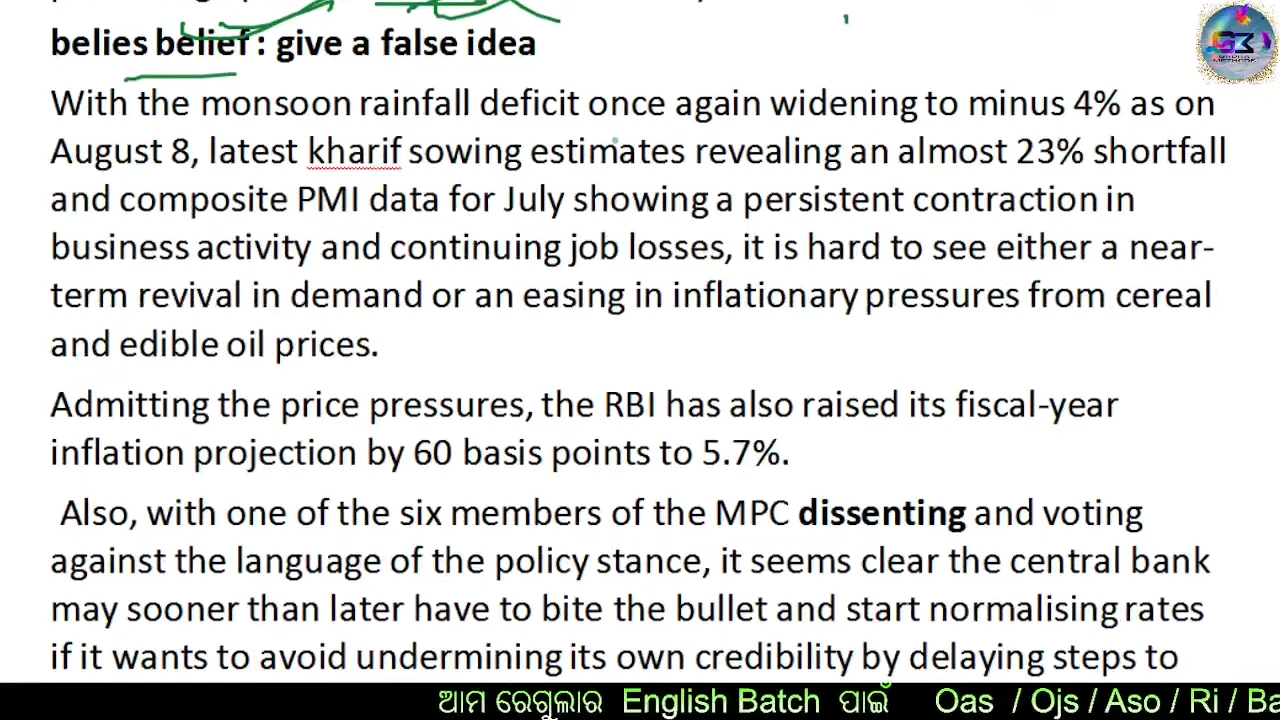 belies belief : give a false idea
With the monsoon rainfall deficit once again widening to minus 4% as on
August 8, latest kharif sowing estimates revealing an almost 23% shortfall
and composite PMI data for July showing a persistent contraction in
business activity and continuing job losses, it is hard to see either a near-
term revival in demand or an easing in inflationary pressures from cereal
and edible oil prices.
Admitting the price pressures, the RBI has also raised its fiscal-year
inflation projection by 60 basis points to 5.7%.
Also, with one of the six members of the MPC dissenting and voting
against the language of the policy stance, it seems clear the central bank
may sooner than later have to bite the bullet and start normalising rates
if it wants to avoid undermining its own credibility by delaying steps to
ଆମ ରେଗୁଲାର English Batch ପାଇଁ Oas / Ojs / Aso / Ri / Ba